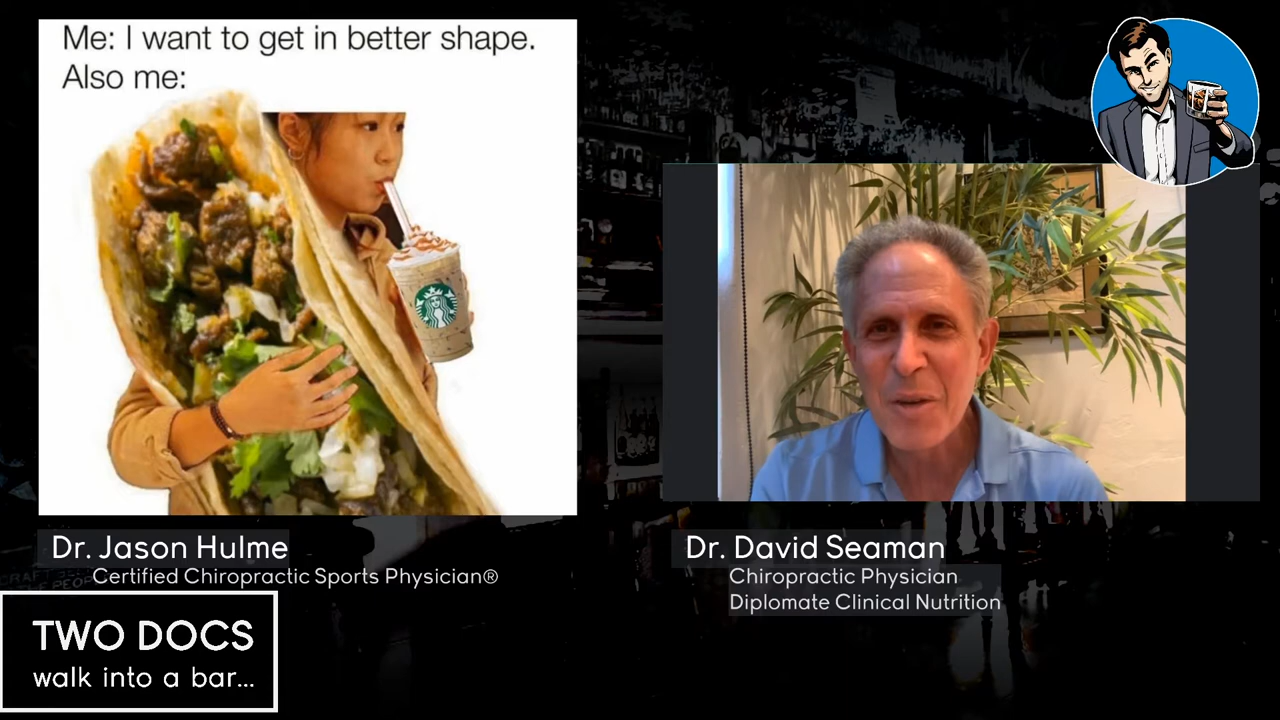 Me: I want to get in better shape.
Also me:
Dr. Jason Hulme
Certified Chiropractic Sports Physician®
Dr. David Seaman
Chiropractic Physician
Diplomate Clinical Nutrition
TWO DOCS
walk into a bar...